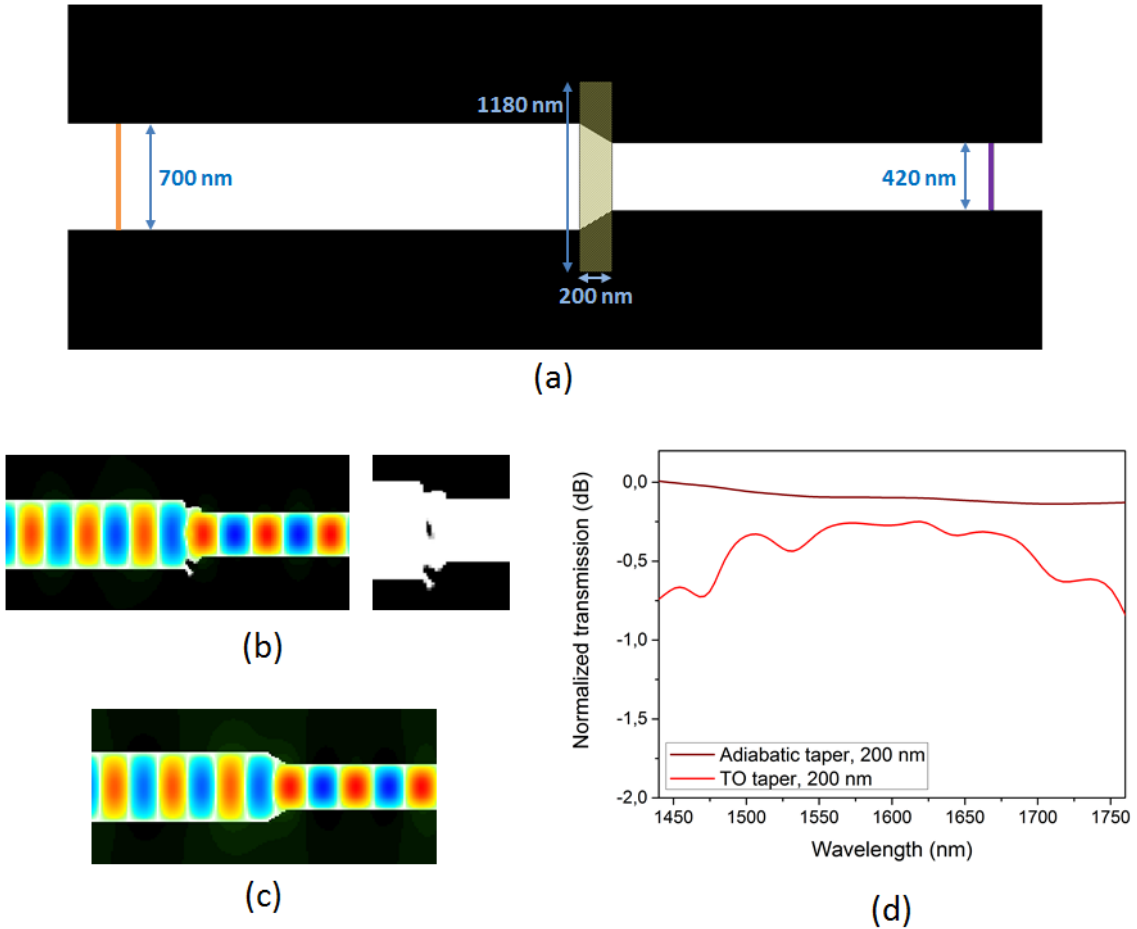 1180 nm
700 nm
420 nm
200 nm
(a)
(b)
(c)
Normalized transmission (dB)
0,0
-0,5
-1,0
-1,5
-2,0
Adiabatic taper, 200 nm
TO taper, 200 nm
1450 1500 1550 1600 1650 1700 1750
Wavelength (nm)
(d)